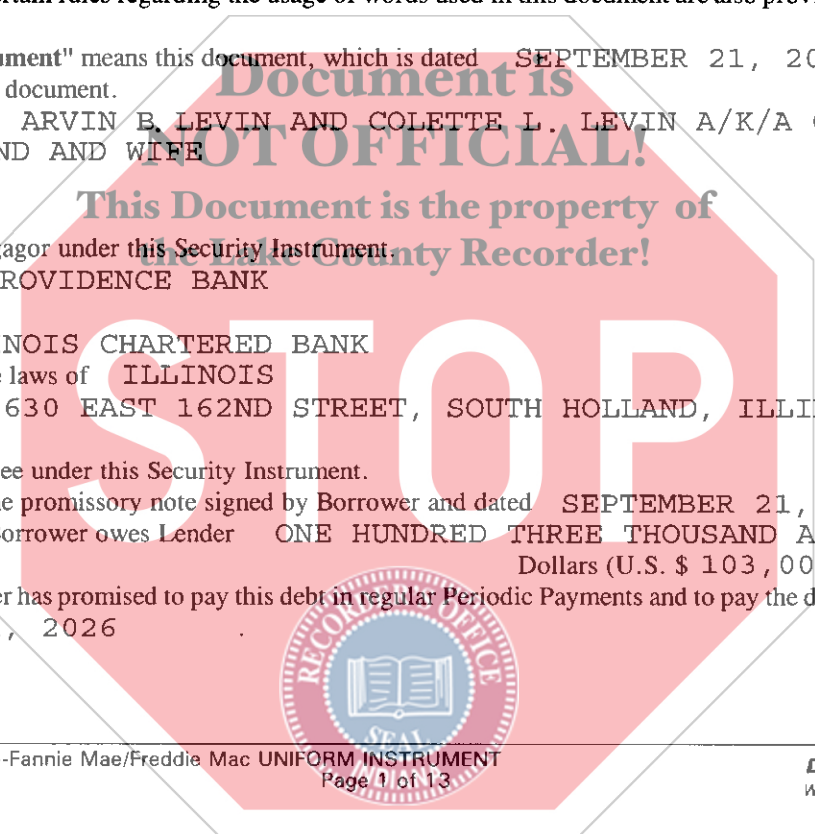 rtain rules regarding the usage of words used in this document are also prov
ument" means this document, which is dated SEPTEMBER 21, 20
document.
ARVIN B. LEVIN AND COLETTE L. LEVIN A/K/A
ND AND WIFE
Document is
NOT OFFICIAL!
This Document is the property of
the Lake County Recorder!
gagor under this Security Instrument.
ROVIDENCE BANK
NOIS CHARTERED BANK
laws of ILLINOIS
630 EAST 162ND STREET, SOUTH HOLLAND, ILLI
STOP
ee under this Security Instrument.
e promissory note signed by Borrower and dated SEPTEMBER 21,
orrower owes Lender ONE HUNDRED THREE THOUSAND A
Dollars (U.S. $ 103,00
er has promised to pay this debt in regular Periodic Payments and to pay the d
, 2026 .
RECORDER'S OFFICE
SEAL
INDIANA
-Fannie Mae/Freddie Mac UNIFORM INSTRUMENT
Page 1 of 13